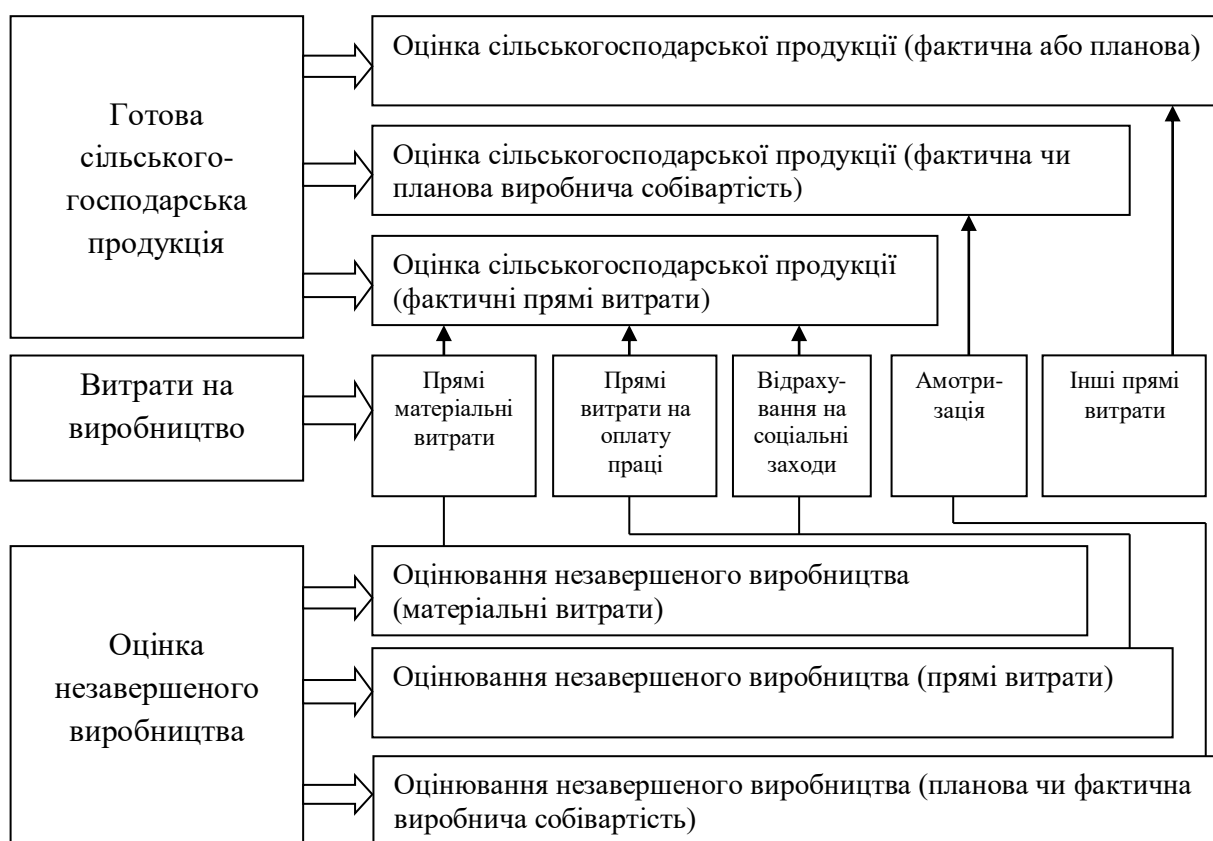 Готова
сільського-
господарська
продукція
Оцінка сільськогосподарської продукції (фактична або планова)
Оцінка сільськогосподарської продукції (фактична чи
планова виробнича собівартість)
Оцінка сільськогосподарської продукції
(фактичні прямі витрати)
Витрати на
виробництво
Прямі
матеріальні
витрати
Прямі
витрати на
оплату
праці
Відраху-
вання на
соціальні
заходи
Амотри-
зація
Інші прямі
витрати
Оцінка
незавершеного
виробництва
Оцінювання незавершеного виробництва
(матеріальні витрати)
Оцінювання незавершеного виробництва (прямі витрати)
Оцінювання незавершеного виробництва (планова чи фактична
виробнича собівартість)